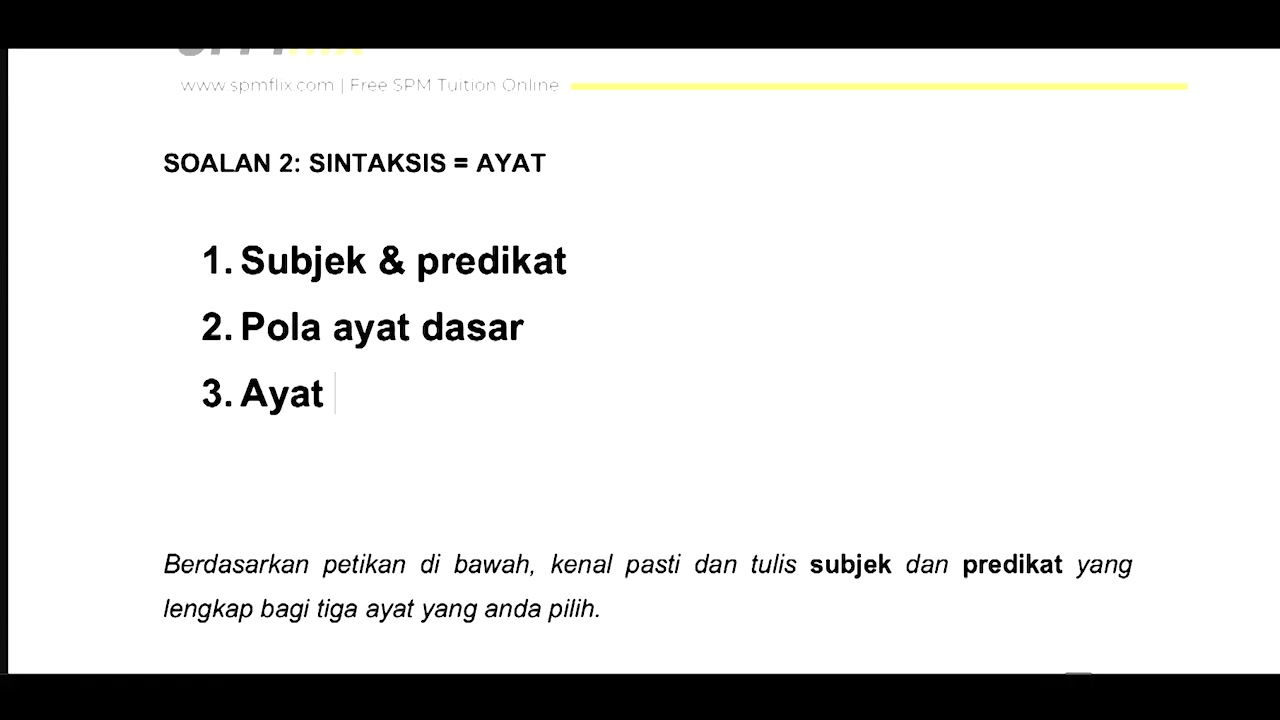 www.spmflix.com | Free SPM Tuition Online
SOALAN 2: SINTAKSIS = AYAT
1. Subjek & predikat
2. Pola ayat dasar
3. Ayat
Berdasarkan petikan di bawah, kenal pasti dan tulis subjek dan predikat yang
lengkap bagi tiga ayat yang anda pilih.